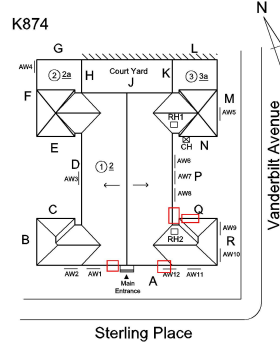 N
K874
G
L
AW4
② 2a
H
Court Yard
J
K
③ 3a
F
M
RH1
AW5
E
CH
N
D
① 2
AW6
AW3
AW7
P
AW8
C
Q
B
RH2
AW9
R
AW10
AW2
AW1
Main
Entrance
A
AW12
AW11
Vanderbilt Avenue
Sterling Place